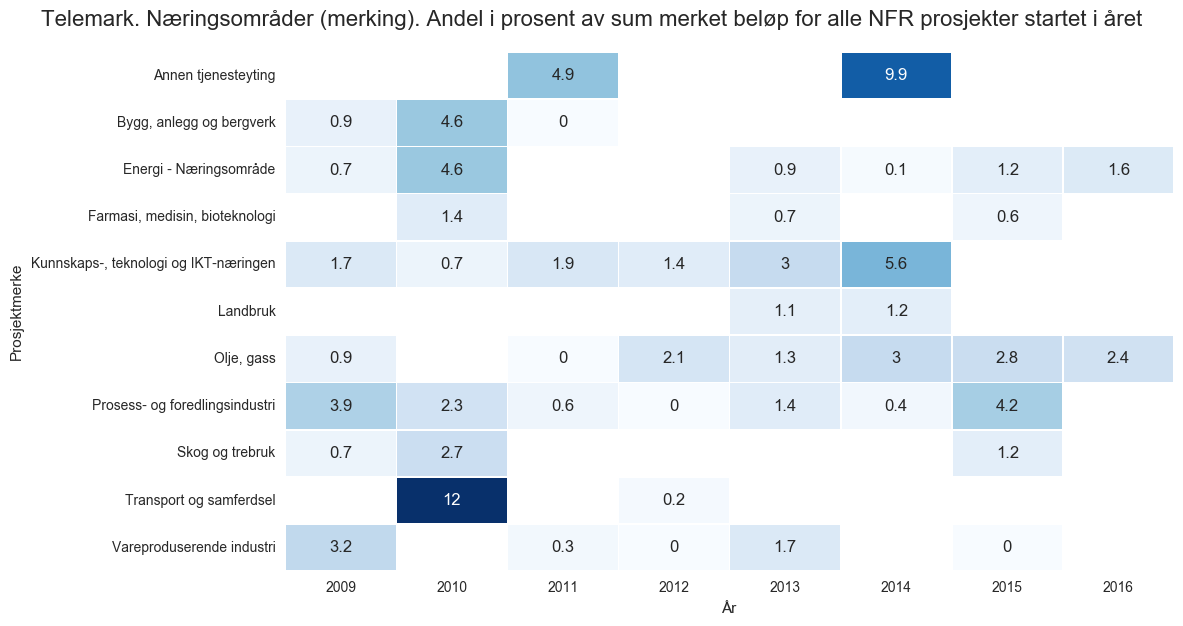 Telemark. Næringsområder (merking). Andel i prosent av sum merket beløp for alle NFR prosjekter startet i året
Prosjektmerke
Annen tjenesteyting 4.9 9.9
Bygg, anlegg og bergverk 0.9 4.6 0
Energi - Næringsområde 0.7 4.6 0.9 0.1 1.2 1.6
Farmasi, medisin, bioteknologi 1.4 0.7 0.6
Kunnskaps-, teknologi og IKT-næringen 1.7 0.7 1.9 1.4 3 5.6
Landbruk 1.1 1.2
Olje, gass 0.9 0 2.1 1.3 3 2.8 2.4
Prosess- og foredlingsindustri 3.9 2.3 0.6 0 1.4 0.4 4.2
Skog og trebruk 0.7 2.7 1.2
Transport og samferdsel 12 0.2
Vareproduserende industri 3.2 0.3 0 1.7 0
2009 2010 2011 2012 2013 2014 2015 2016
År